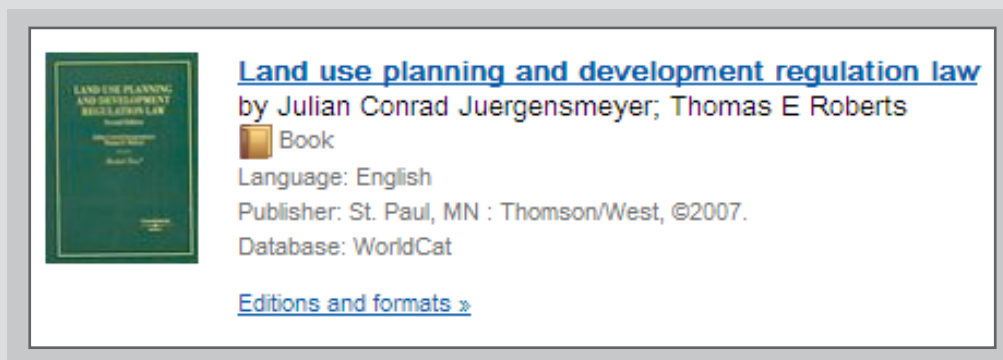 LAND USE PLANNING
AND DEVELOPMENT
REGULATION LAW
Land use planning and development regulation law
by Julian Conrad Juergensmeyer; Thomas E Roberts
Book
Language: English
Publisher: St. Paul, MN : Thomson/West, ©2007.
Database: WorldCat
Editions and formats »